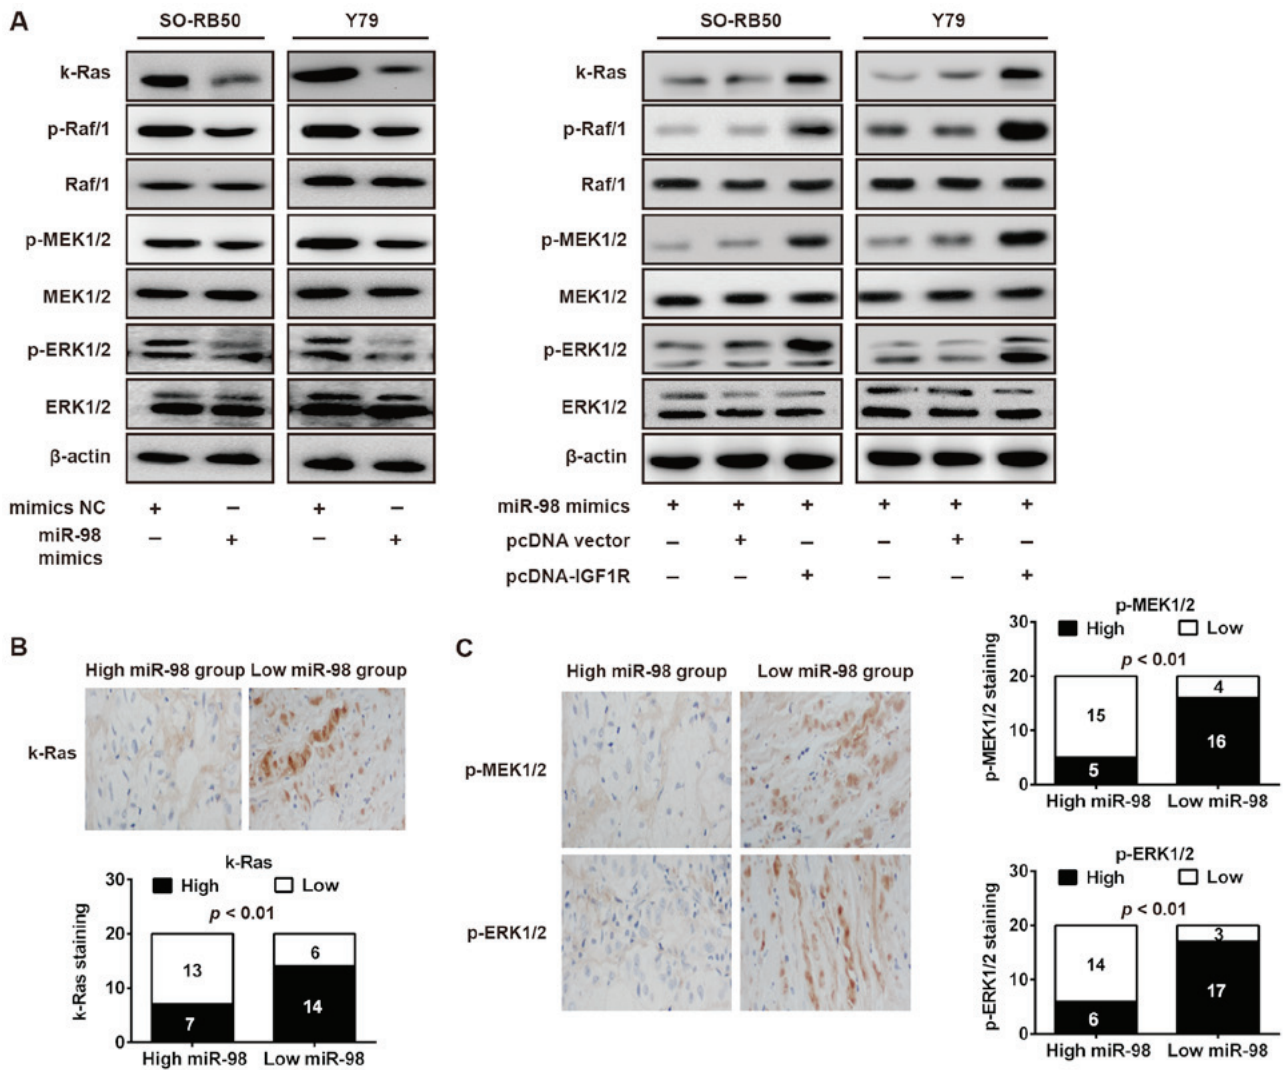 A
SO-RB50 Y79
k-Ras
p-Raf/1
Raf/1
p-MEK1/2
MEK1/2
p-ERK1/2
ERK1/2
β-actin
mimics NC + – + –
miR-98 mimics – + – +
SO-RB50 Y79
k-Ras
p-Raf/1
Raf/1
p-MEK1/2
MEK1/2
p-ERK1/2
ERK1/2
β-actin
miR-98 mimics + + + + + +
pcDNA vector – + – – + –
pcDNA-IGF1R – – + – – +
B
High miR-98 group Low miR-98 group
k-Ras
k-Ras
High Low
p < 0.01
k-Ras staining
30
20
10
0
13
7
6
14
High miR-98 Low miR-98
C
High miR-98 group Low miR-98 group
p-MEK1/2
p-ERK1/2
p-MEK1/2
High Low
p < 0.01
p-MEK1/2 staining
30
20
10
0
15
5
4
16
High miR-98 Low miR-98
p-ERK1/2
High Low
p < 0.01
p-ERK1/2 staining
30
20
10
0
14
6
3
17
High miR-98 Low miR-98